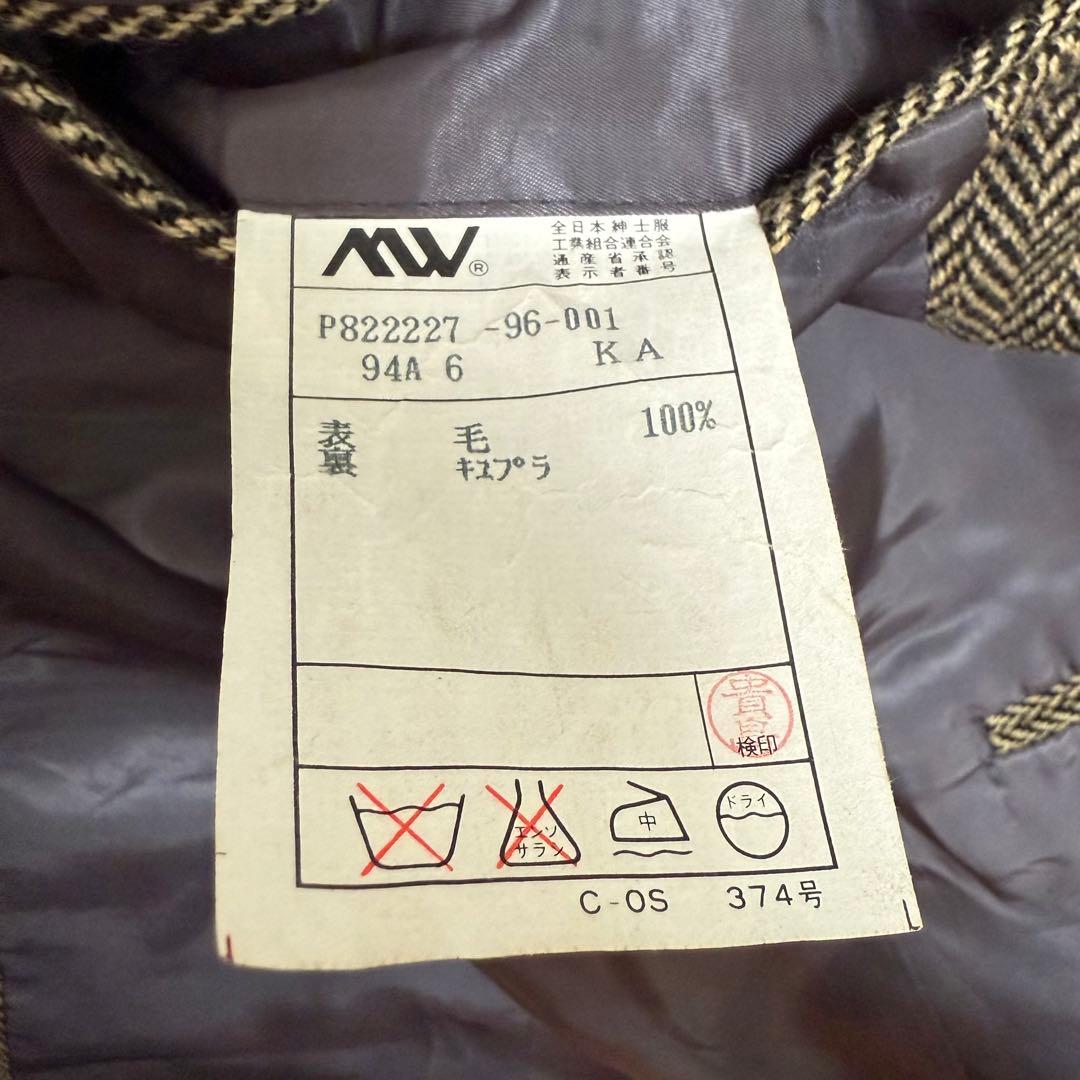 MW®
全日本紳士服
工業組合連合会
通産省承認
表示者番号
P822227 -96-001
94A 6 KA
表 毛 100%
裏 キュプラ
検印
エンソ
サラシ
中
ドライ
C-OS 374号